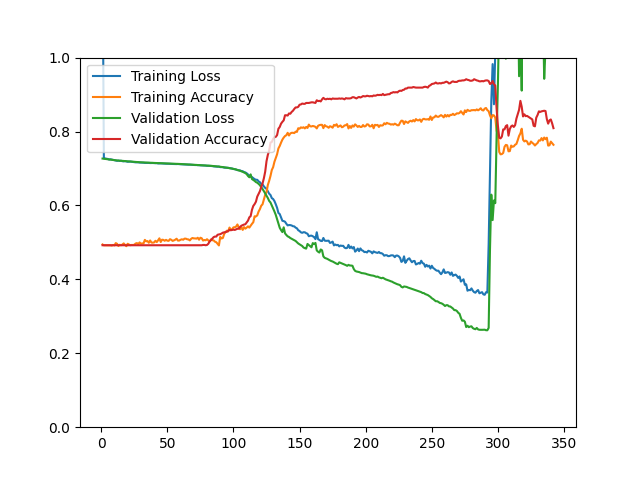 Training Loss
Training Accuracy
Validation Loss
Validation Accuracy
1.0
0.8
0.6
0.4
0.2
0.0
0 50 100 150 200 250 300 350